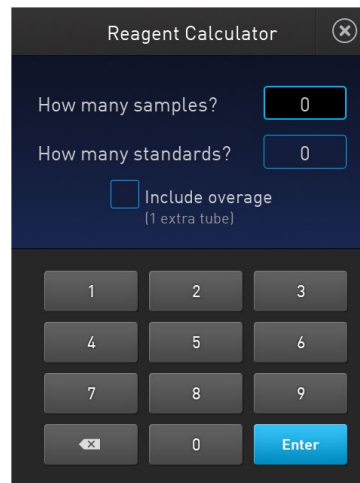 Reagent Calculator
How many samples? 0
How many standards? 0
Include overage
(1 extra tube)
1 2 3
4 5 6
7 8 9
0 Enter